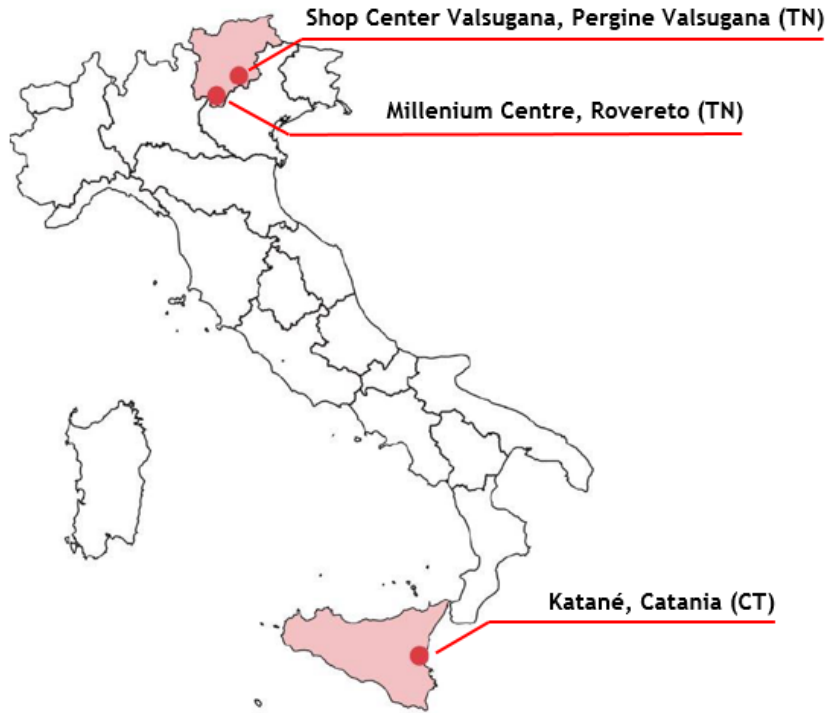 Shop Center Valsugana, Pergine Valsugana (TN)
Millenium Centre, Rovereto (TN)
Katané, Catania (CT)